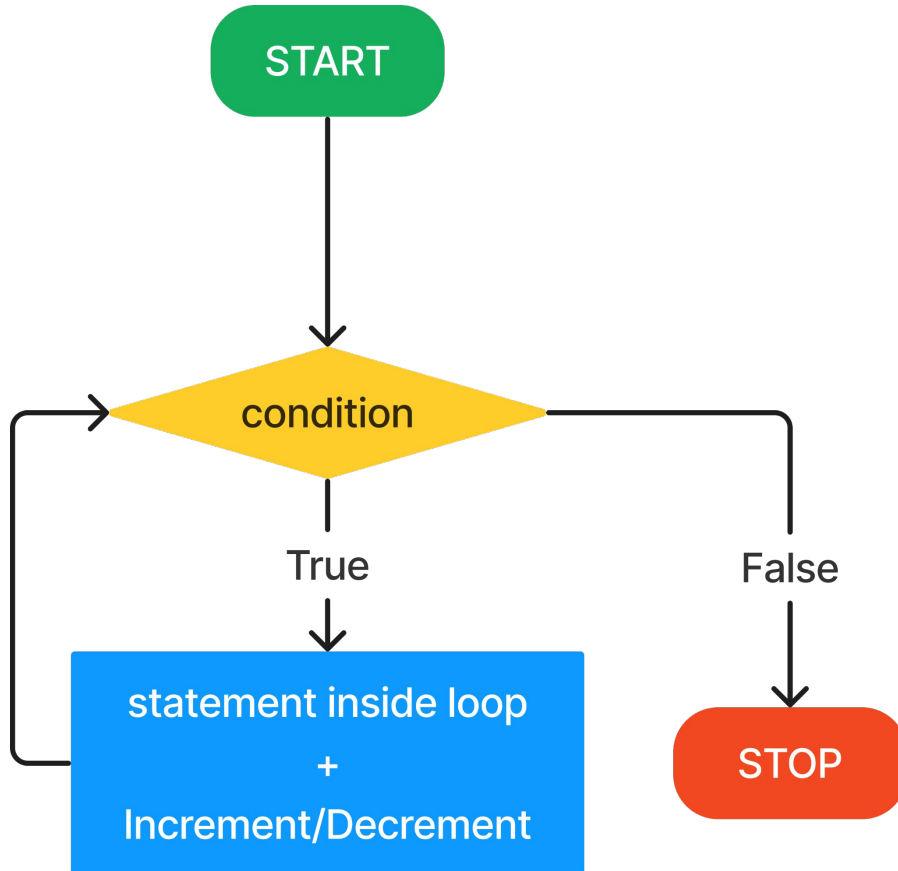 START
condition
True
False
statement inside loop
+
Increment/Decrement
STOP